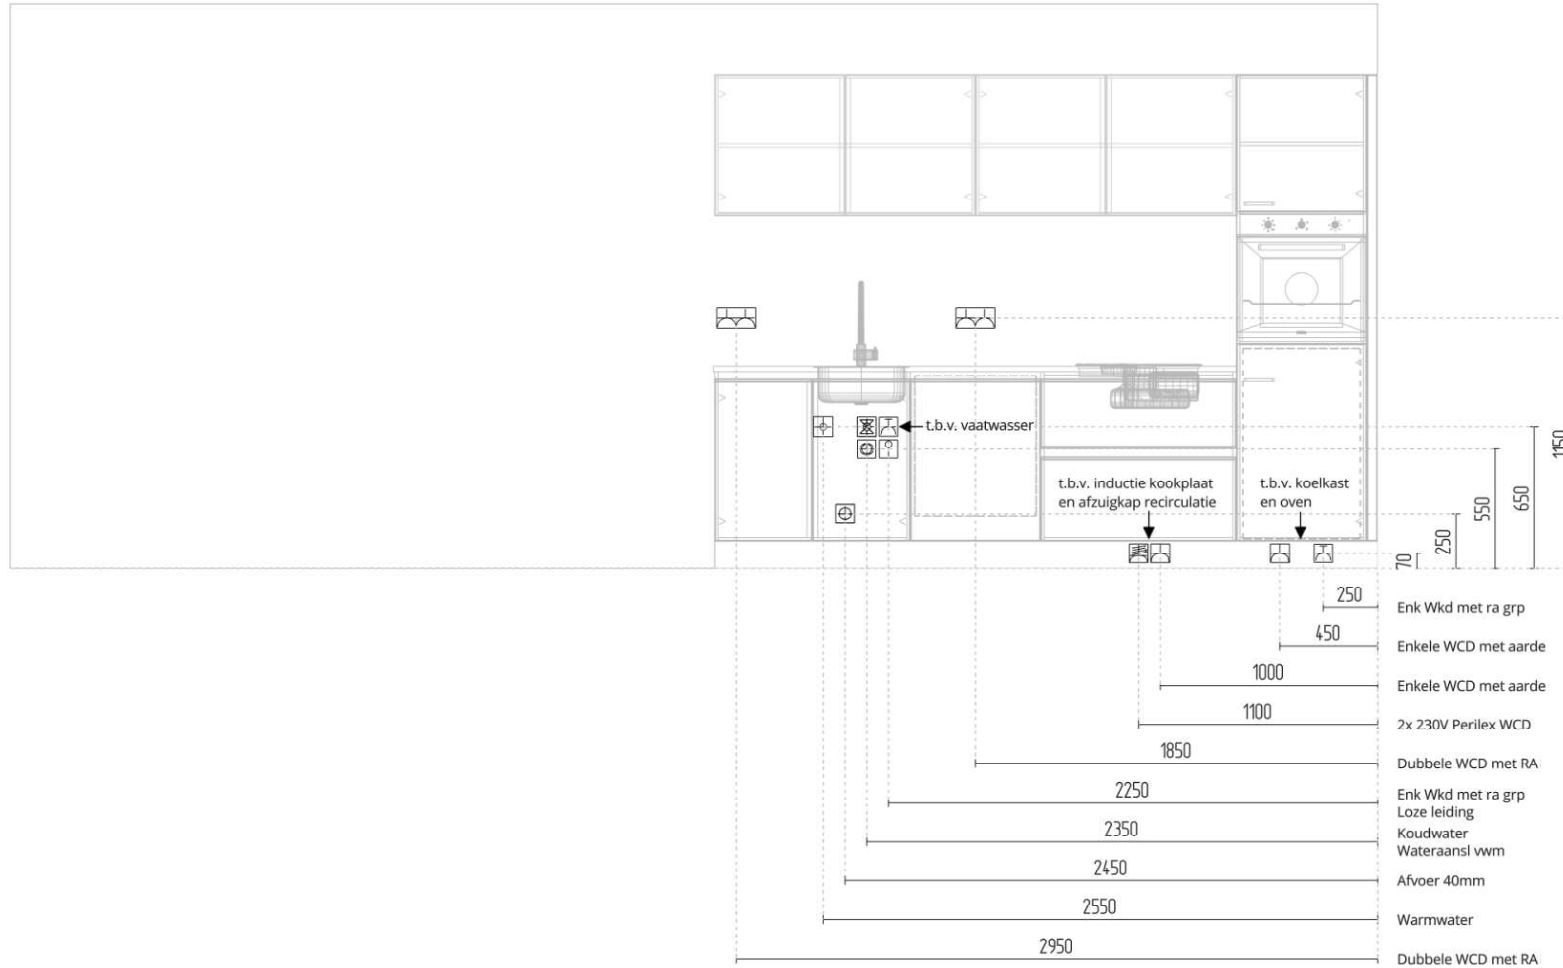 t.b.v. vaatwasser
t.b.v. inductie kookplaat
en afzuigkap recirculatie
t.b.v. koelkast
en oven
1150
650
550
250
70
250 Enk Wkd met ra grp
450 Enkele WCD met aarde
1000 Enkele WCD met aarde
1100 2x 230V Perilex WCD
1850 Dubbele WCD met RA
2250 Enk Wkd met ra grp
Loze leiding
2350 Koudwater
Wateraansl vwm
2450 Afvoer 40mm
2550 Warmwater
2950 Dubbele WCD met RA